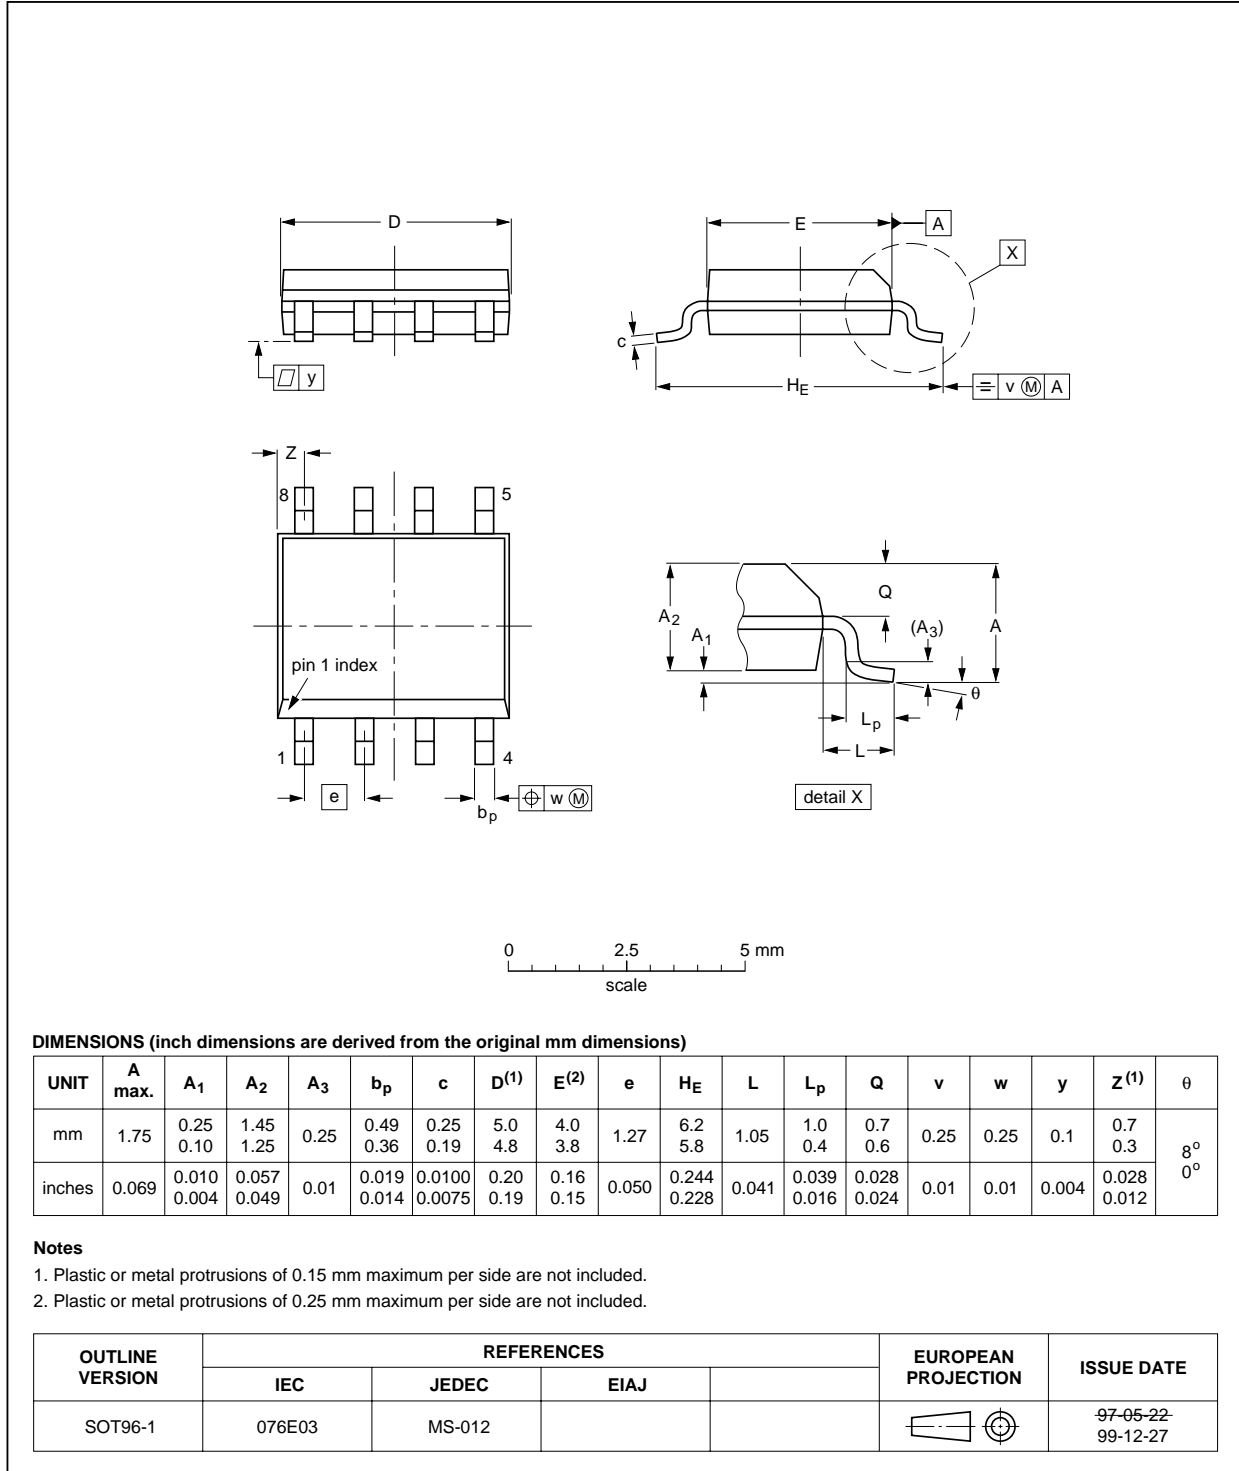 D
E
A
X
c
y
HE
v M A
Z
8
5
pin 1 index
1
4
e
bp
w M
Q
A2
A1
(A3)
A
θ
Lp
L
detail X
0 2.5 5 mm
scale
DIMENSIONS (inch dimensions are derived from the original mm dimensions)
UNIT A max. A1 A2 A3 bp c D(1) E(2) e HE L Lp Q v w y Z(1) θ
mm 1.75 0.25 0.10 1.45 1.25 0.25 0.49 0.36 0.25 0.19 5.0 4.8 4.0 3.8 1.27 6.2 5.8 1.05 1.0 0.4 0.7 0.6 0.25 0.25 0.1 0.7 0.3 8° 0°
inches 0.069 0.010 0.004 0.057 0.049 0.01 0.019 0.014 0.0100 0.0075 0.20 0.19 0.16 0.15 0.050 0.244 0.228 0.041 0.039 0.016 0.028 0.024 0.01 0.01 0.004 0.028 0.012
Notes
1. Plastic or metal protrusions of 0.15 mm maximum per side are not included.
2. Plastic or metal protrusions of 0.25 mm maximum per side are not included.
OUTLINE VERSION REFERENCES EUROPEAN PROJECTION ISSUE DATE
IEC JEDEC EIAJ
SOT96-1 076E03 MS-012 97-05-22
99-12-27